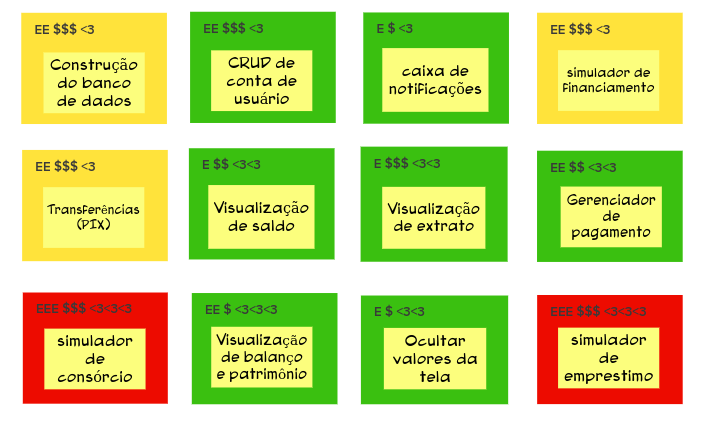 EE $$$ <3
Construção
do banco
de dados
EE $$$ <3
CRUD de
conta de
usuário
E $ <3
caixa de
notificações
EE $$$ <3
simulador de
financiamento
EE $$$ <3
Transferências
(PIX)
E $$ <3<3
Visualização
de saldo
E $$$ <3<3
Visualização
de extrato
EE $$ <3<3
Gerenciador
de
pagamento
EEE $$$ <3<3<3
simulador
de
consórcio
EE $ <3<3<3
Visualização
de balanço
e patrimônio
E $ <3<3
Ocultar
valores da
tela
EEE $$$ <3<3<3
simulador
de
emprestimo